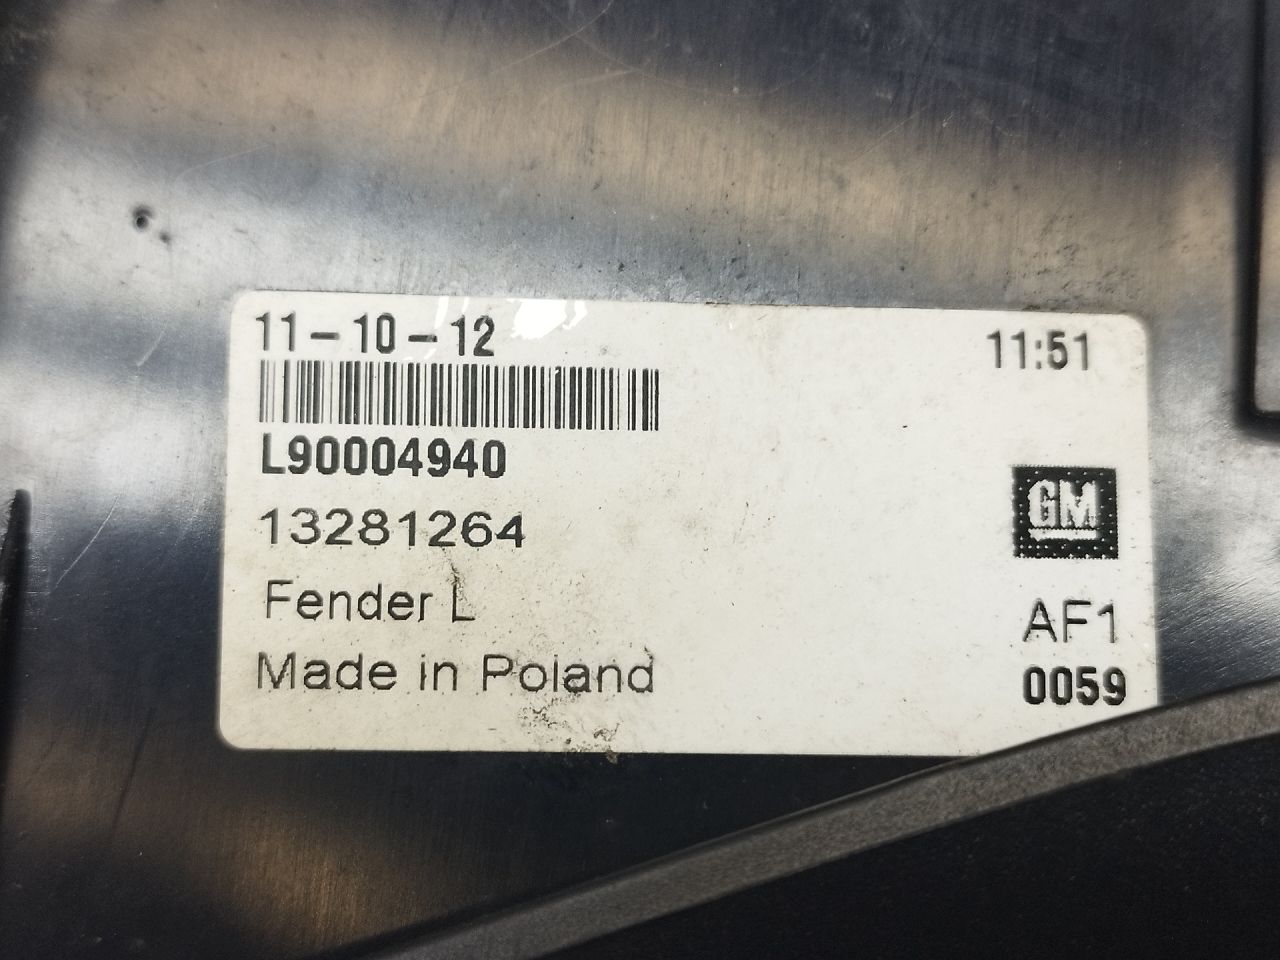 11-10-12 11:51
L90004940
13281264
GM
Fender L
AF1
Made in Poland
0059